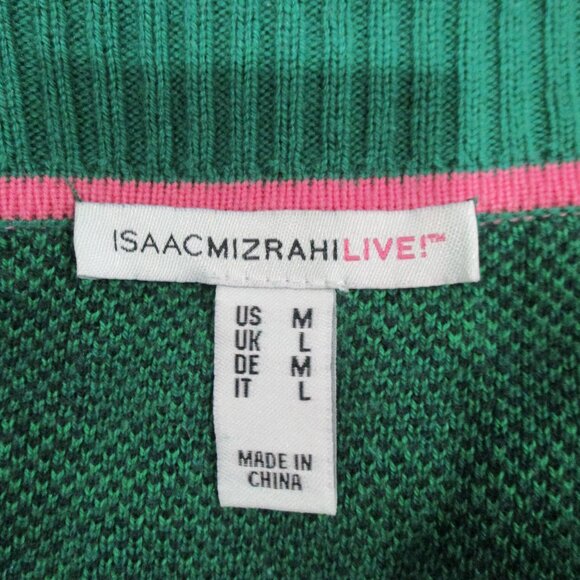 ISAACMIZRAHILIVE!™
US M
UK L
DE M
IT L
MADE IN
CHINA